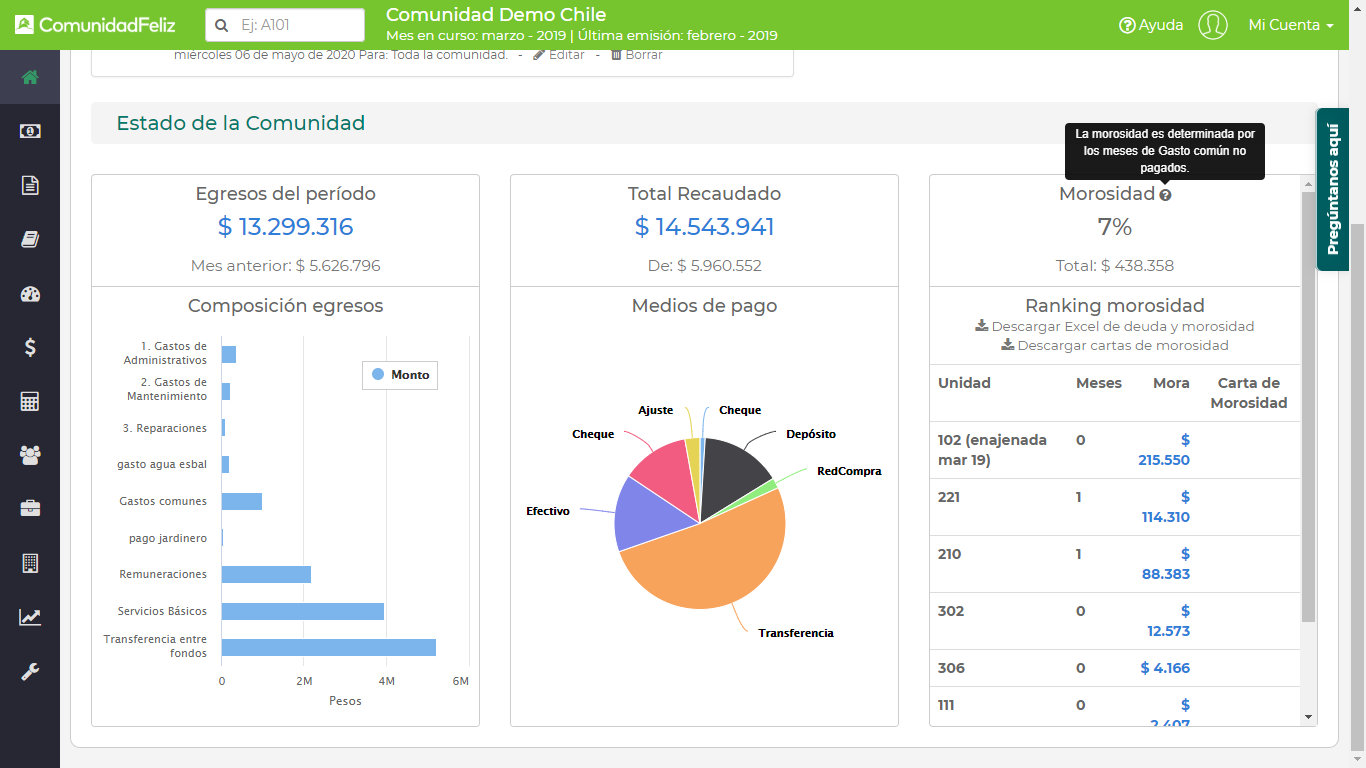 ComunidadFeliz
Ej: A101
Comunidad Demo Chile
Mes en curso: marzo - 2019 | Última emisión: febrero - 2019
Ayuda
Mi Cuenta
miércoles 06 de mayo de 2020 Para: Toda la comunidad. - Editar - Borrar
Estado de la Comunidad
La morosidad es determinada por
los meses de Gasto común no
pagados.
Pregúntanos aquí
Egresos del período
$ 13.299.316
Mes anterior: $ 5.626.796
Composición egresos
1. Gastos de
Administrativos
2. Gastos de
Mantenimiento
3. Reparaciones
gasto agua esbal
Gastos comunes
pago jardinero
Remuneraciones
Servicios Básicos
Transferencia entre
fondos
Monto
0 2M 4M 6M
Pesos
Total Recaudado
$ 14.543.941
De: $ 5.960.552
Medios de pago
Ajuste
Cheque
Cheque
Depósito
RedCompra
Efectivo
Transferencia
Morosidad
7%
Total: $ 438.358
Ranking morosidad
Descargar Excel de deuda y morosidad
Descargar cartas de morosidad
Unidad Meses Mora Carta de
Morosidad
102 (enajenada 0 $
mar 19) 215.550
221 1 $
114.310
210 1 $
88.383
302 0 $
12.573
306 0 $ 4.166
111 0 $
2.407